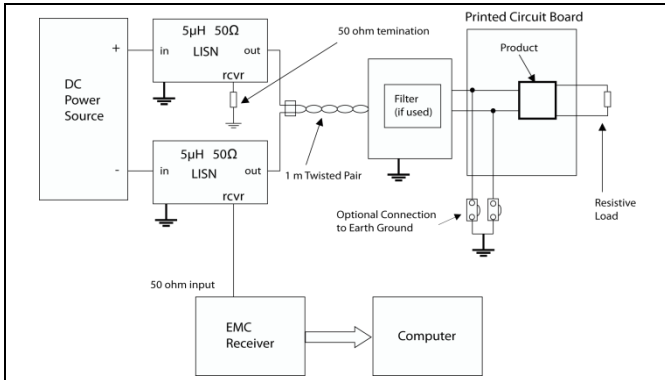 Printed Circuit Board
5µH 50Ω
in
out
LISN
rcvr
50 ohm temination
Product
+
DC
Power
Source
-
Filter
(if used)
5µH 50Ω
in
out
LISN
rcvr
1 m Twisted Pair
Optional Connection
to Earth Ground
Resistive
Load
50 ohm input
EMC
Receiver
Computer